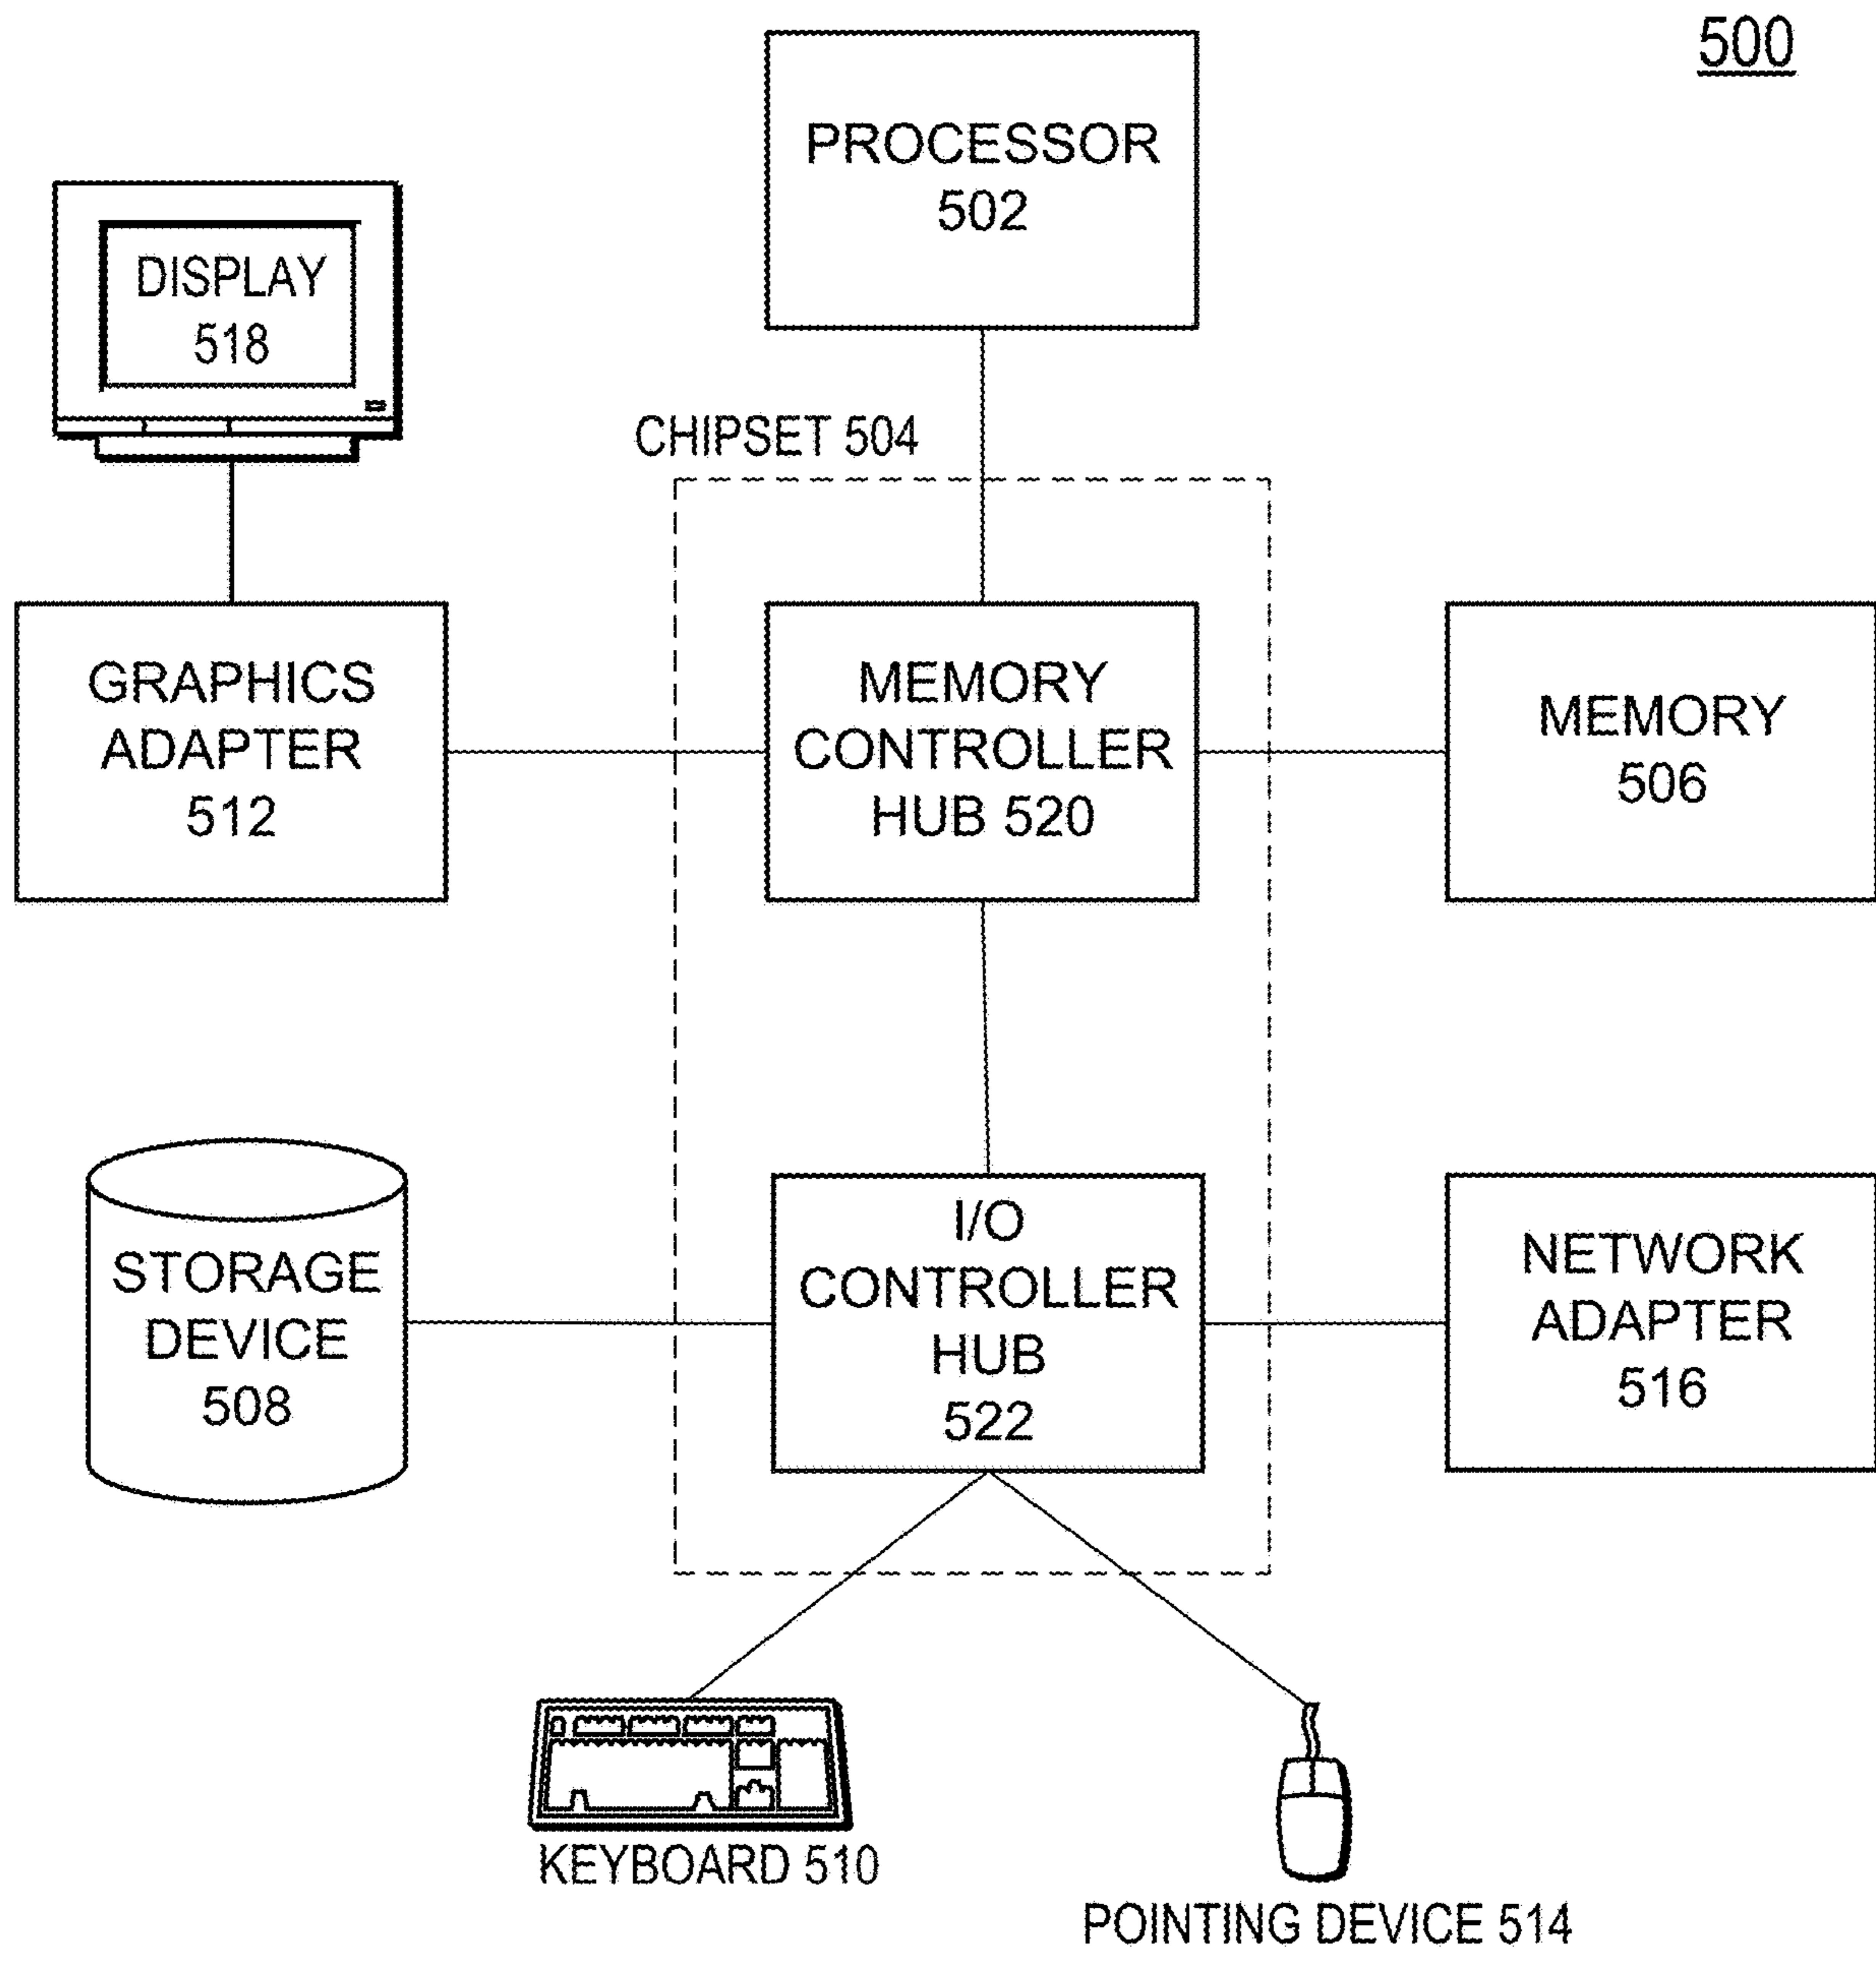 500
PROCESSOR
502
DISPLAY
518
CHIPSET 504
GRAPHICS
ADAPTER
512
MEMORY
CONTROLLER
HUB 520
MEMORY
506
STORAGE
DEVICE
508
I/O
CONTROLLER
HUB
522
NETWORK
ADAPTER
516
KEYBOARD 510
POINTING DEVICE 514